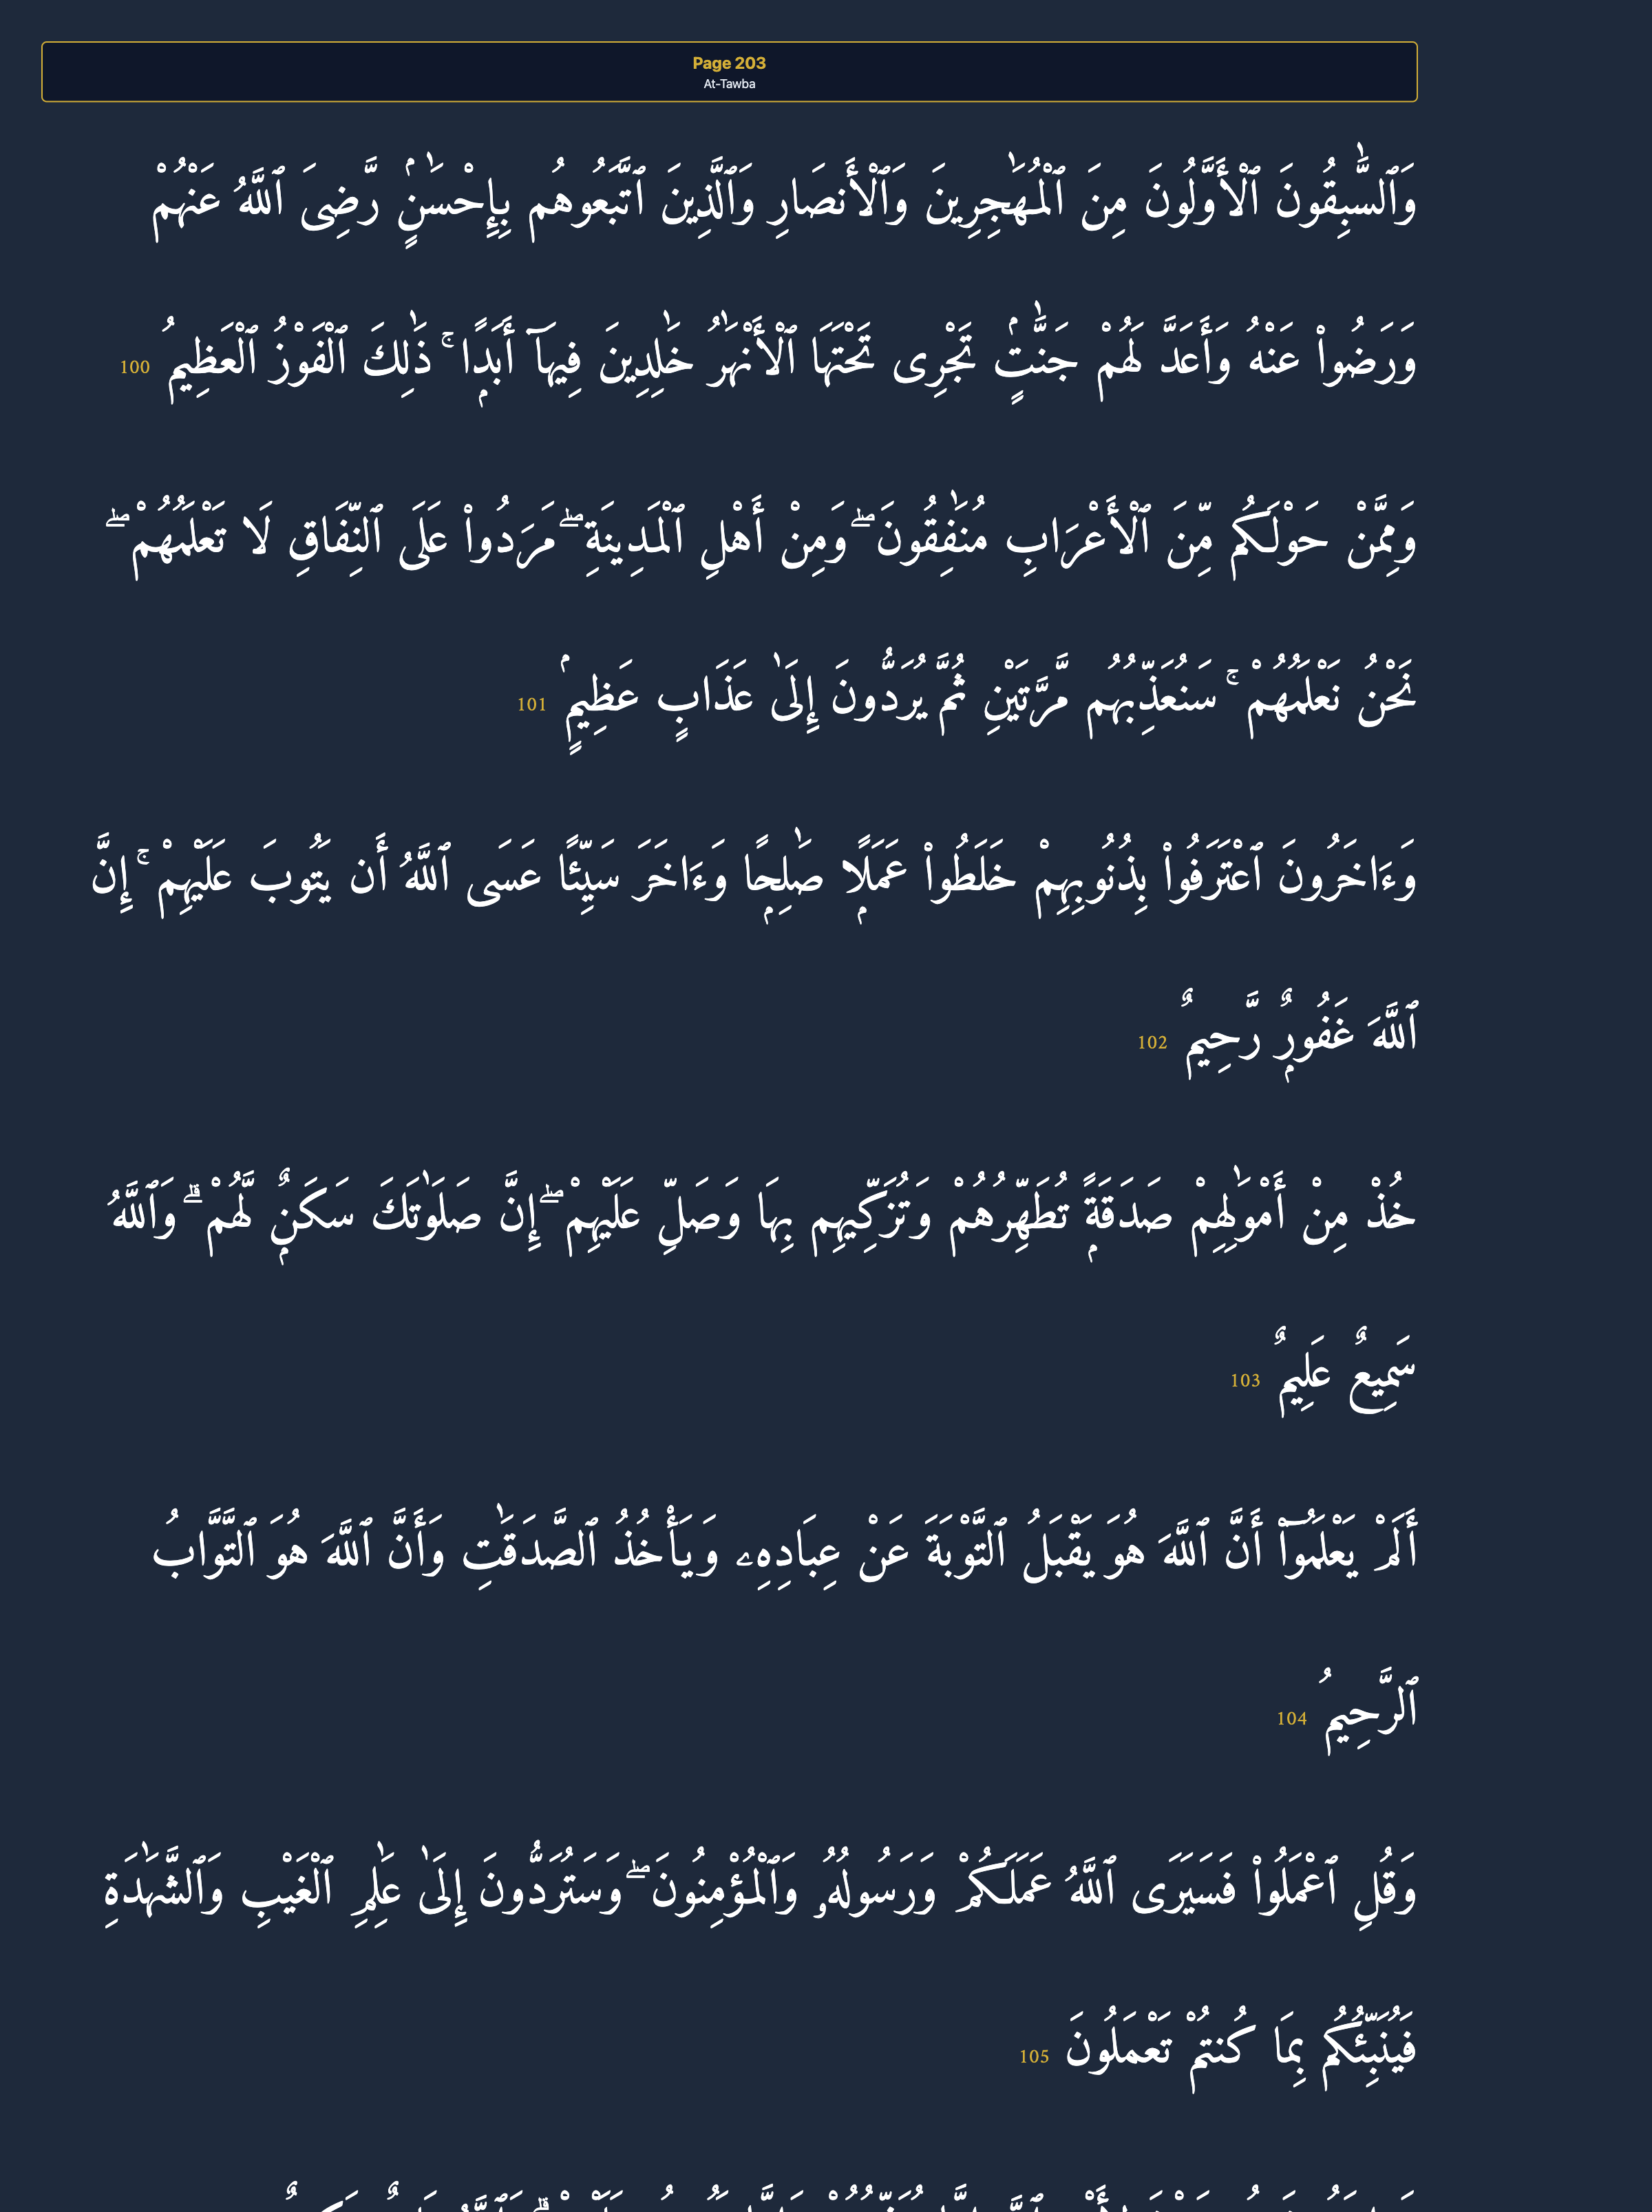 Page 203
At-Tawba
وَٱلسَّٰبِقُونَ ٱلْأَوَّلُونَ مِنَ ٱلْمُهَٰجِرِينَ وَٱلْأَنصَارِ وَٱلَّذِينَ ٱتَّبَعُوهُم بِإِحْسَٰنٍۢ رَّضِىَ ٱللَّهُ عَنْهُمْ
وَرَضُوا۟ عَنْهُ وَأَعَدَّ لَهُمْ جَنَّٰتٍۢ تَجْرِى تَحْتَهَا ٱلْأَنْهَٰرُ خَٰلِدِينَ فِيهَآ أَبَدًۭا ۚ ذَٰلِكَ ٱلْفَوْزُ ٱلْعَظِيمُ 100
وَمِمَّنْ حَوْلَكُم مِّنَ ٱلْأَعْرَابِ مُنَٰفِقُونَ ۖ وَمِنْ أَهْلِ ٱلْمَدِينَةِ ۖ مَرَدُوا۟ عَلَى ٱلنِّفَاقِ لَا تَعْلَمُهُمْ ۖ
نَحْنُ نَعْلَمُهُمْ ۚ سَنُعَذِّبُهُم مَّرَّتَيْنِ ثُمَّ يُرَدُّونَ إِلَىٰ عَذَابٍ عَظِيمٍۢ 101
وَءَاخَرُونَ ٱعْتَرَفُوا۟ بِذُنُوبِهِمْ خَلَطُوا۟ عَمَلًۭا صَٰلِحًۭا وَءَاخَرَ سَيِّئًا عَسَى ٱللَّهُ أَن يَتُوبَ عَلَيْهِمْ ۚ إِنَّ
ٱللَّهَ غَفُورٌۭ رَّحِيمٌ 102
خُذْ مِنْ أَمْوَٰلِهِمْ صَدَقَةًۭ تُطَهِّرُهُمْ وَتُزَكِّيهِم بِهَا وَصَلِّ عَلَيْهِمْ ۖ إِنَّ صَلَوٰتَكَ سَكَنٌۭ لَّهُمْ ۗ وَٱللَّهُ
سَمِيعٌ عَلِيمٌ 103
أَلَمْ يَعْلَمُوٓا۟ أَنَّ ٱللَّهَ هُوَ يَقْبَلُ ٱلتَّوْبَةَ عَنْ عِبَادِهِۦ وَيَأْخُذُ ٱلصَّدَقَٰتِ وَأَنَّ ٱللَّهَ هُوَ ٱلتَّوَّابُ
ٱلرَّحِيمُ 104
وَقُلِ ٱعْمَلُوا۟ فَسَيَرَى ٱللَّهُ عَمَلَكُمْ وَرَسُولُهُۥ وَٱلْمُؤْمِنُونَ ۖ وَسَتُرَدُّونَ إِلَىٰ عَٰلِمِ ٱلْغَيْبِ وَٱلشَّهَٰدَةِ
فَيُنَبِّئُكُم بِمَا كُنتُمْ تَعْمَلُونَ 105